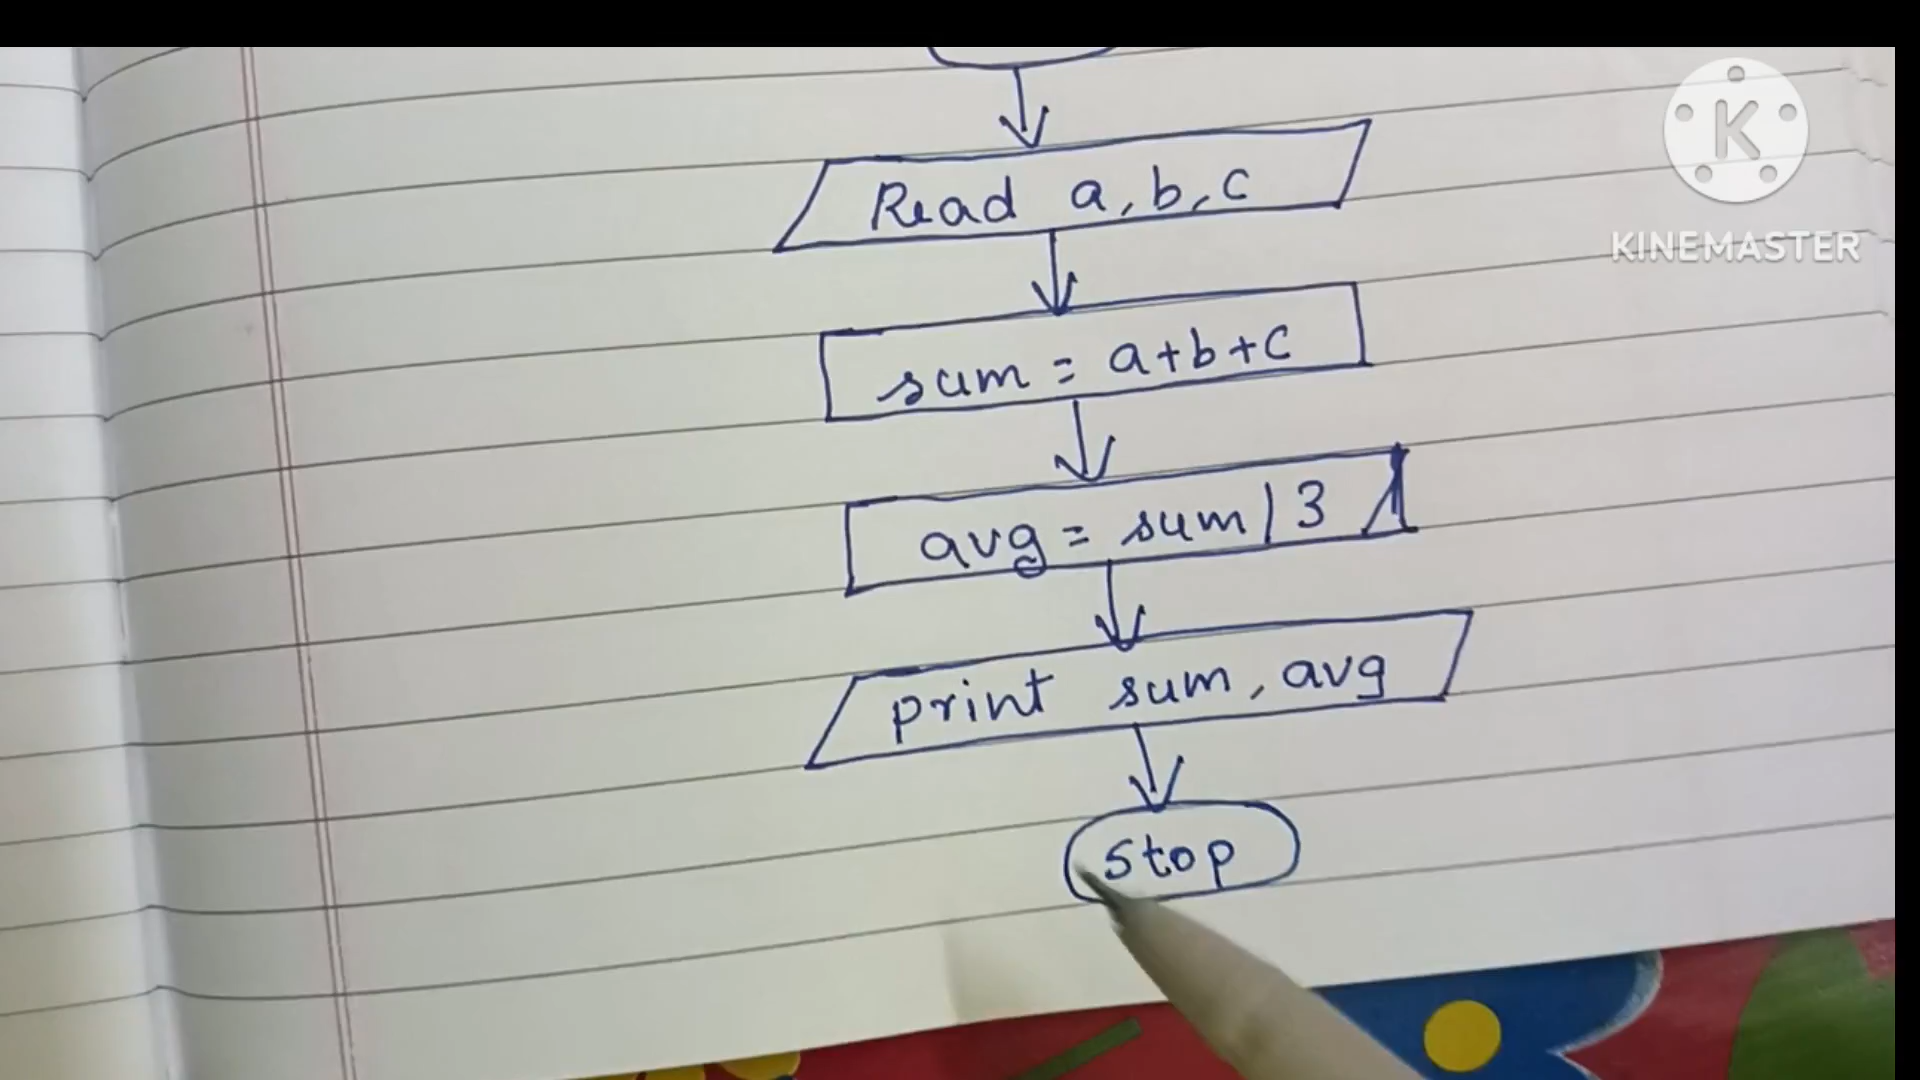 Read a, b, c
sum = a+b+c
avg = sum / 3
print sum, avg
stop
K
KINEMASTER